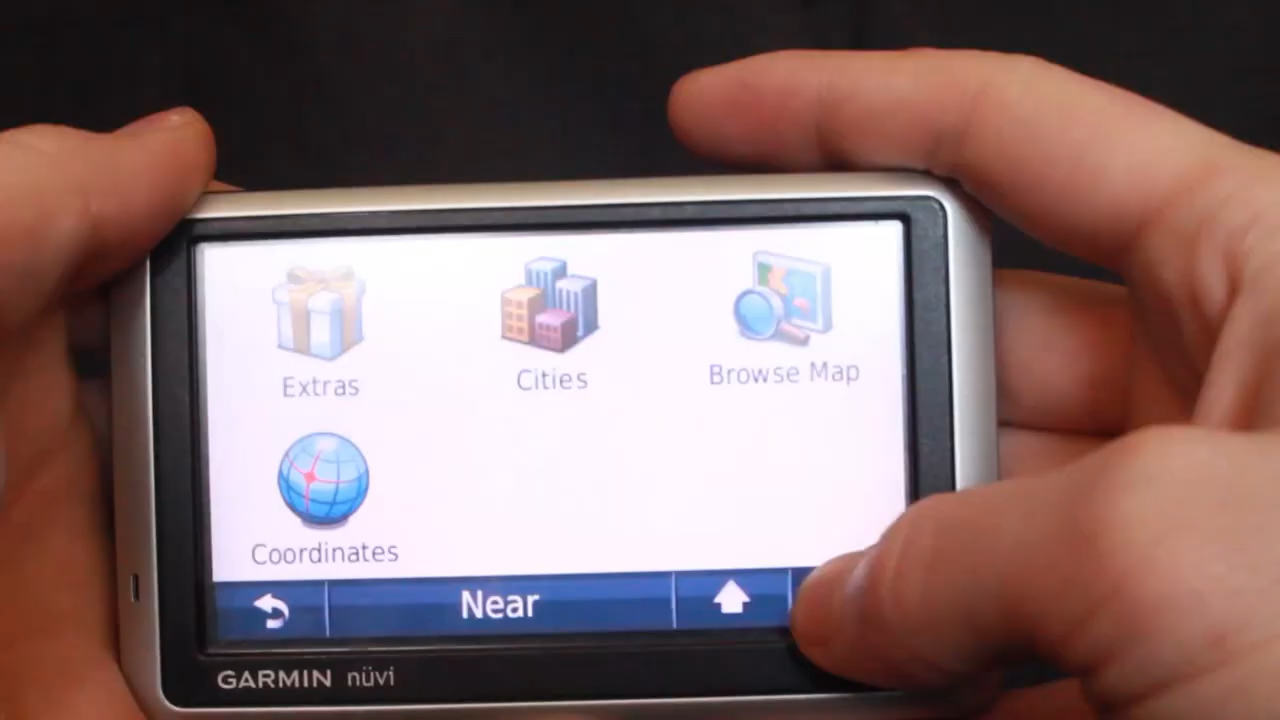 Extras
Cities
Browse Map
Coordinates
Near
GARMIN nüvi